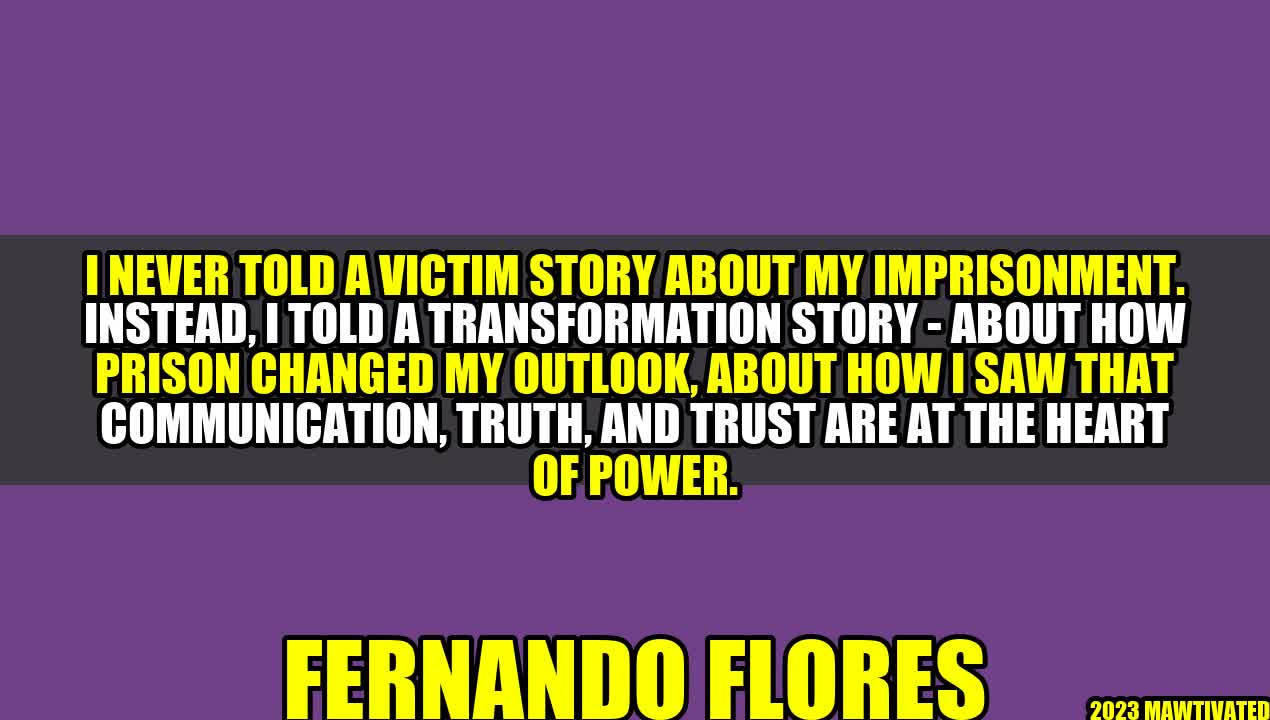 I NEVER TOLD A VICTIM STORY ABOUT MY IMPRISONMENT.
INSTEAD, I TOLD A TRANSFORMATION STORY - ABOUT HOW
PRISON CHANGED MY OUTLOOK, ABOUT HOW I SAW THAT
COMMUNICATION, TRUTH, AND TRUST ARE AT THE HEART
OF POWER.
FERNANDO FLORES
2023 MAWTIVATED